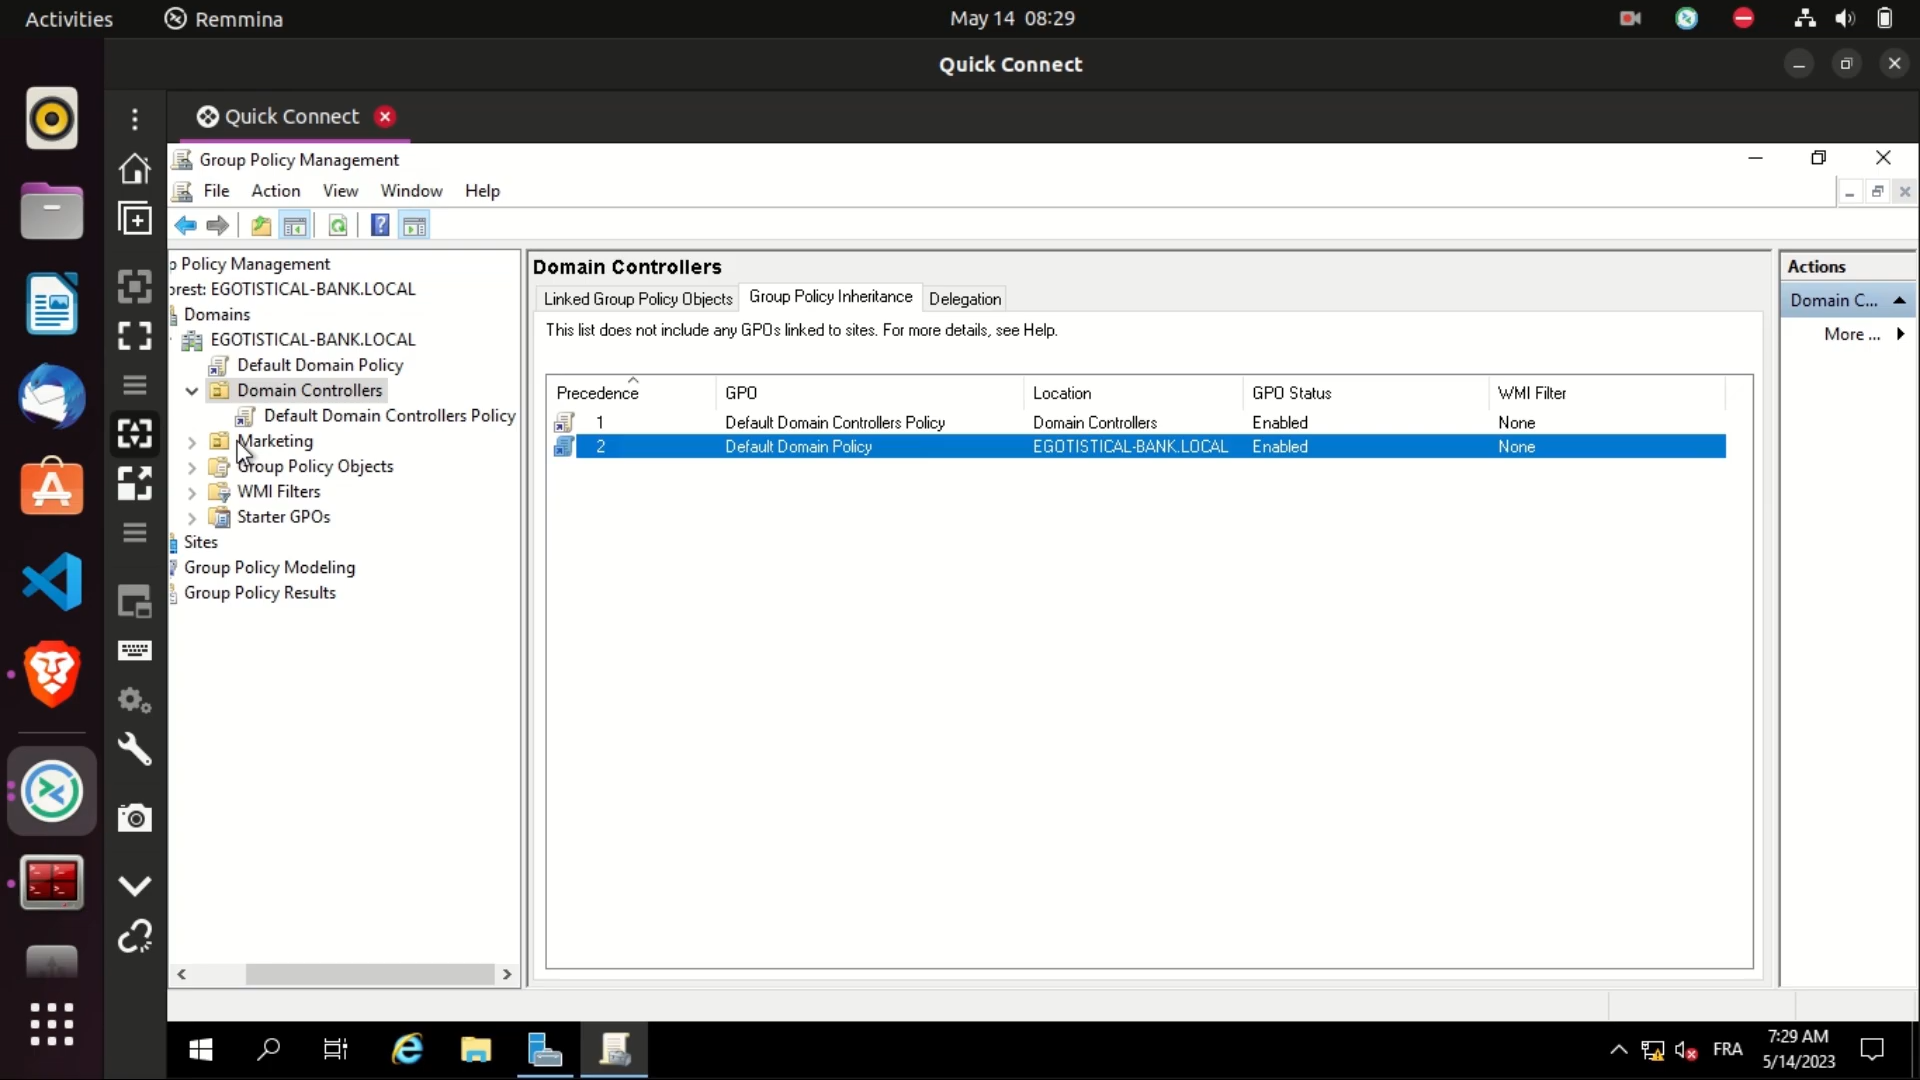 Activities
Remmina
May 14 08:29
Quick Connect
Quick Connect
Group Policy Management
File Action View Window Help
p Policy Management
orest: EGOTISTICAL-BANK.LOCAL
Domains
EGOTISTICAL-BANK.LOCAL
Default Domain Policy
Domain Controllers
Default Domain Controllers Policy
Marketing
Group Policy Objects
WMI Filters
Starter GPOs
Sites
Group Policy Modeling
Group Policy Results
Domain Controllers
Linked Group Policy Objects Group Policy Inheritance Delegation
This list does not include any GPOs linked to sites. For more details, see Help.
Precedence GPO Location GPO Status WMI Filter
1 Default Domain Controllers Policy Domain Controllers Enabled None
2 Default Domain Policy EGOTISTICAL-BANK.LOCAL Enabled None
Actions
Domain C...
More ...
FRA
7:29 AM
5/14/2023